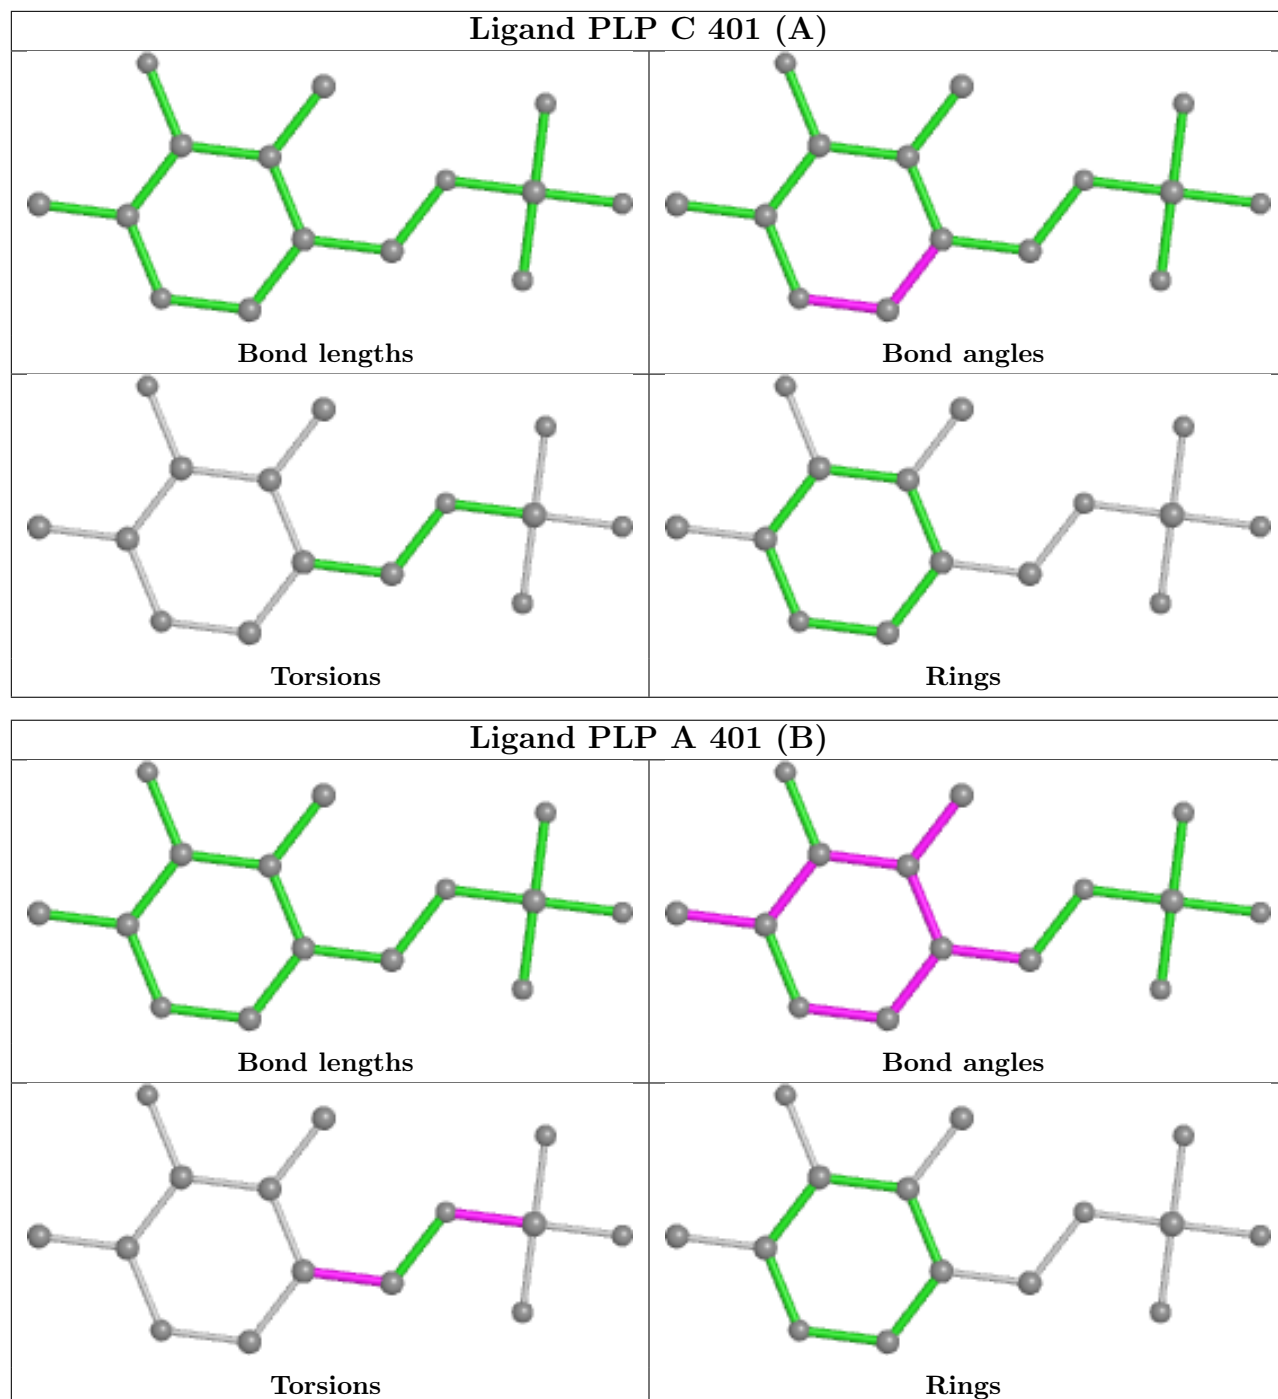 Ligand PLP C 401 (A)
Bond lengths
Bond angles
Torsions
Rings
Ligand PLP A 401 (B)
Bond lengths
Bond angles
Torsions
Rings